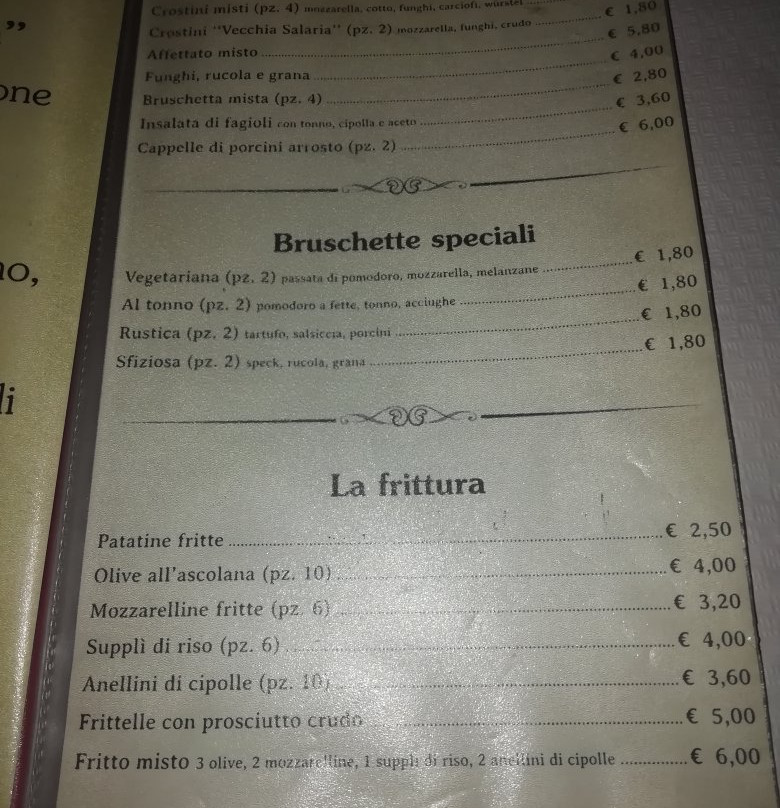 ”
one
o,
li
Crostini misti (pz. 4) mozzarella, cotto, funghi, carciofi, würstel
Crostini "Vecchia Salaria" (pz. 2) mozzarella, funghi, crudo ........ € 1,80
Affettato misto ........ € 5,80
Funghi, rucola e grana ........ € 4,00
Bruschetta mista (pz. 4) ........ € 2,80
Insalata di fagioli con tonno, cipolla e aceto ........ € 3,60
Cappelle di porcini arrosto (pz. 2) ........ € 6,00
Bruschette speciali
Vegetariana (pz. 2) passata di pomodoro, mozzarella, melanzane ........ € 1,80
Al tonno (pz. 2) pomodoro a fette, tonno, acciughe ........ € 1,80
Rustica (pz. 2) tartufo, salsiccia, porcini ........ € 1,80
Sfiziosa (pz. 2) speck, rucola, grana ........ € 1,80
La frittura
Patatine fritte ........ € 2,50
Olive all'ascolana (pz. 10) ........ € 4,00
Mozzarelline fritte (pz. 6) ........ € 3,20
Supplì di riso (pz. 6) ........ € 4,00
Anellini di cipolle (pz. 10) ........ € 3,60
Frittelle con prosciutto crudo ........ € 5,00
Fritto misto 3 olive, 2 mozzarelline, 1 supplì di riso, 2 anellini di cipolle ........ € 6,00